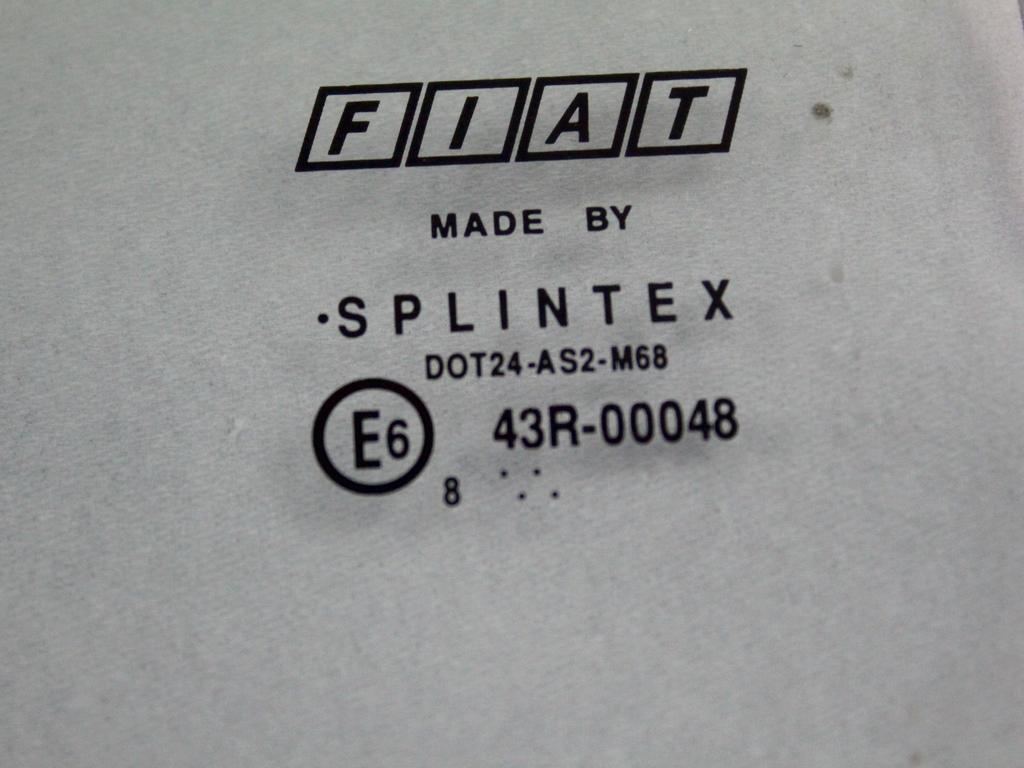 FIAT
MADE BY
·SPLINTEX
DOT24-AS2-M68
E6 43R-00048
8